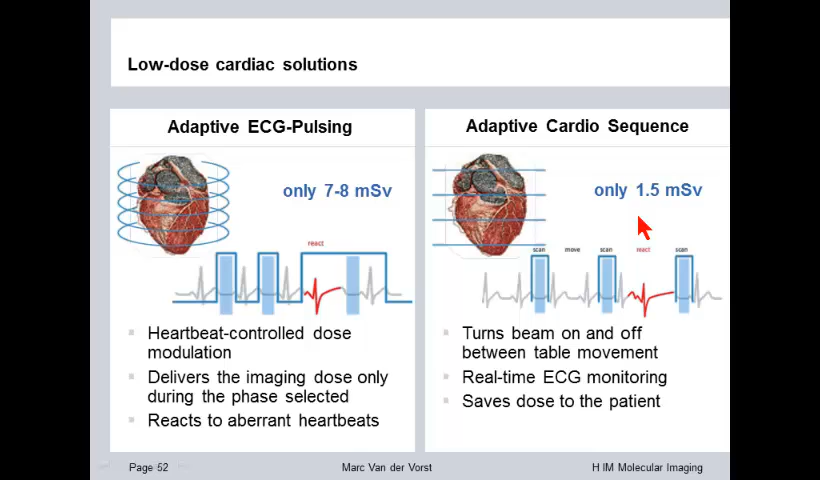 Low-dose cardiac solutions
Adaptive ECG-Pulsing
only 7-8 mSv
react
Heartbeat-controlled dose
modulation
Delivers the imaging dose only
during the phase selected
Reacts to aberrant heartbeats
Adaptive Cardio Sequence
only 1.5 mSv
scan move scan react scan
Turns beam on and off
between table movement
Real-time ECG monitoring
Saves dose to the patient
Page 52 Marc Van der Vorst H IM Molecular Imaging